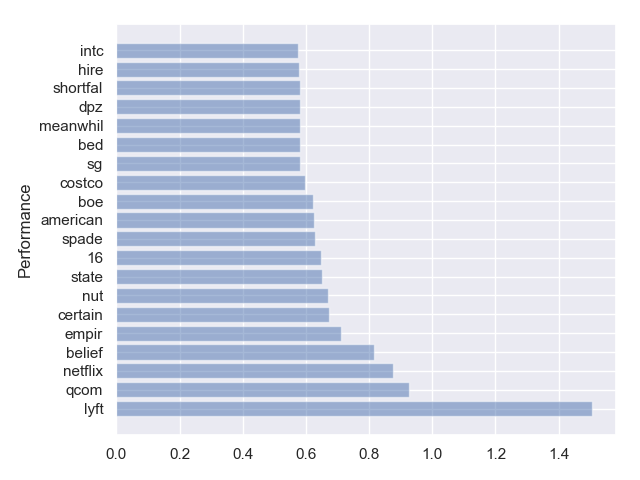 Performance
intc
hire
shortfal
dpz
meanwhil
bed
sg
costco
boe
american
spade
16
state
nut
certain
empir
belief
netflix
qcom
lyft
0.0 0.2 0.4 0.6 0.8 1.0 1.2 1.4